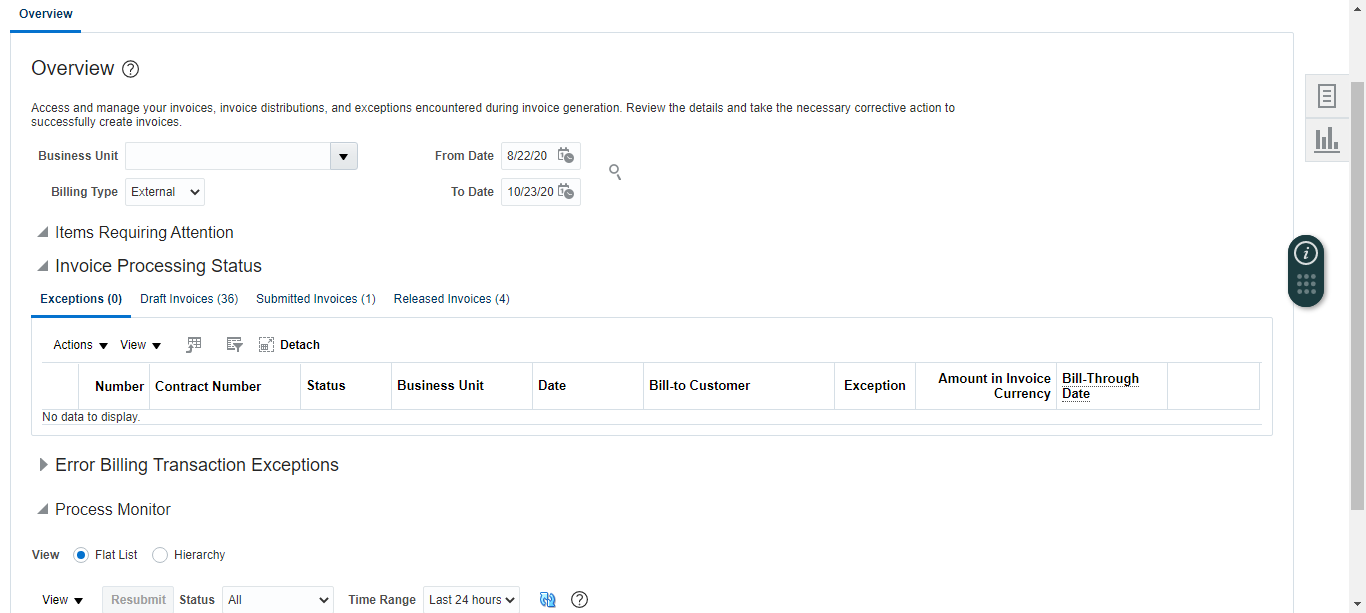 Overview
Overview
Access and manage your invoices, invoice distributions, and exceptions encountered during invoice generation. Review the details and take the necessary corrective action to
successfully create invoices.
Business Unit
From Date 8/22/20
Billing Type External
To Date 10/23/20
Items Requiring Attention
Invoice Processing Status
Exceptions (0) Draft Invoices (36) Submitted Invoices (1) Released Invoices (4)
Actions View Detach
Number Contract Number Status Business Unit Date Bill-to Customer Exception Amount in Invoice Currency Bill-Through Date
No data to display.
Error Billing Transaction Exceptions
Process Monitor
View Flat List Hierarchy
View Resubmit Status All Time Range Last 24 hours